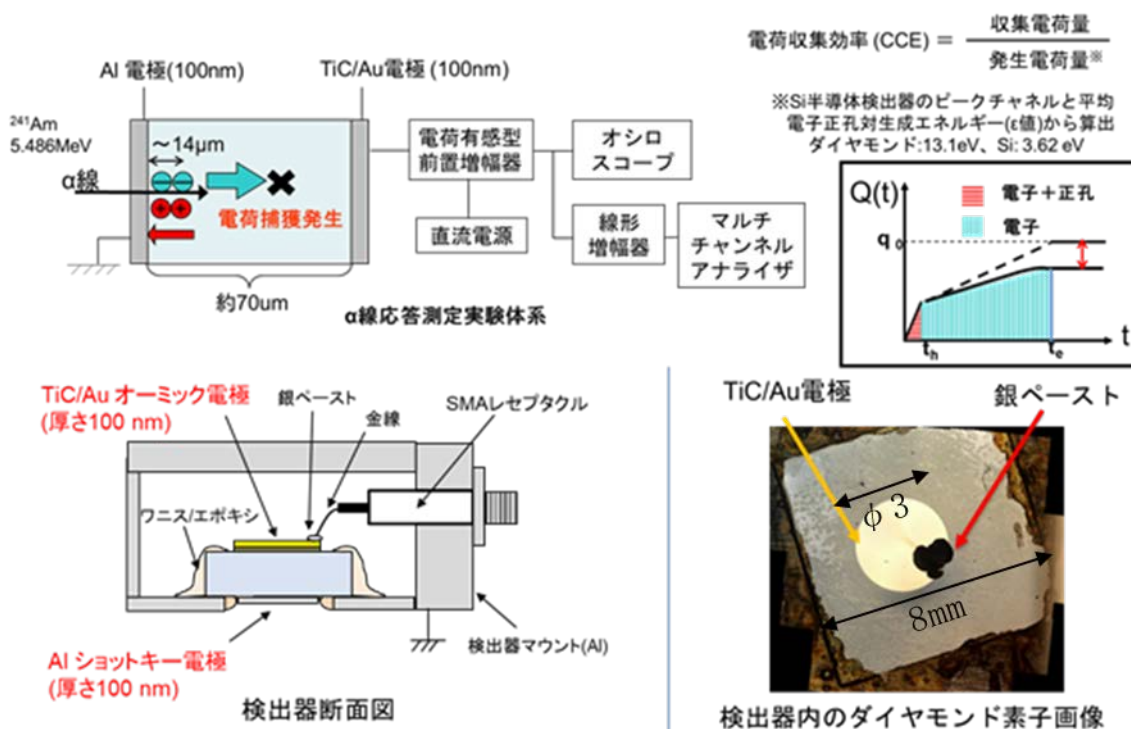 Al 電極(100nm)
TiC/Au電極 (100nm)
²⁴¹Am
5.486MeV
～14μm
α線
電荷捕獲発生
約70um
電荷有感型
前置増幅器
オシロ
スコープ
直流電源
線形
増幅器
マルチ
チャンネル
アナライザ
α線応答測定実験体系
電荷収集効率 (CCE) ＝ 収集電荷量
発生電荷量※
※Si半導体検出器のピークチャネルと平均
電子正孔対生成エネルギー(ε値)から算出
ダイヤモンド:13.1eV、Si: 3.62 eV
Q(t)
電子＋正孔
電子
q₀
t_h
t_e
t
TiC/Au オーミック電極
(厚さ100 nm)
銀ペースト
金線
SMAレセプタクル
ワニス/エポキシ
検出器マウント(Al)
Al ショットキー電極
(厚さ100 nm)
検出器断面図
TiC/Au電極
銀ペースト
φ 3
8mm
検出器内のダイヤモンド素子画像